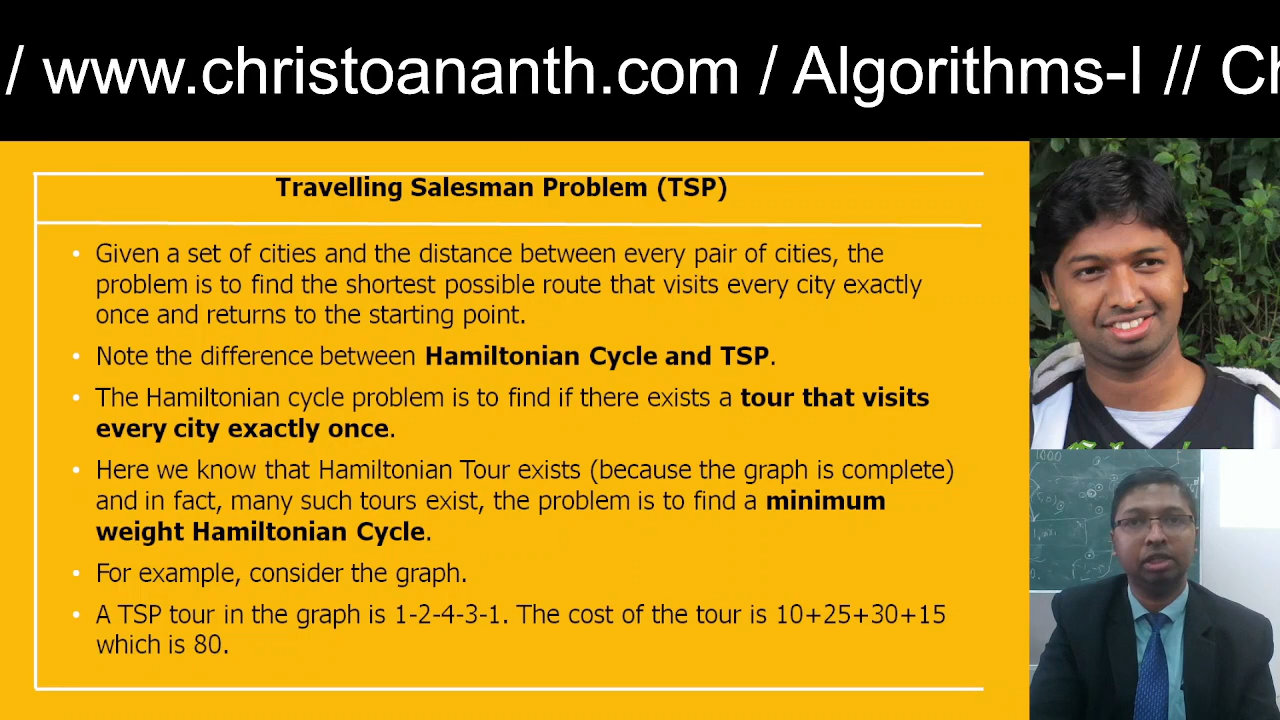 / www.christoananth.com / Algorithms-I // Ch
Travelling Salesman Problem (TSP)
• Given a set of cities and the distance between every pair of cities, the
problem is to find the shortest possible route that visits every city exactly
once and returns to the starting point.
• Note the difference between Hamiltonian Cycle and TSP.
• The Hamiltonian cycle problem is to find if there exists a tour that visits
every city exactly once.
• Here we know that Hamiltonian Tour exists (because the graph is complete)
and in fact, many such tours exist, the problem is to find a minimum
weight Hamiltonian Cycle.
• For example, consider the graph.
• A TSP tour in the graph is 1-2-4-3-1. The cost of the tour is 10+25+30+15
which is 80.